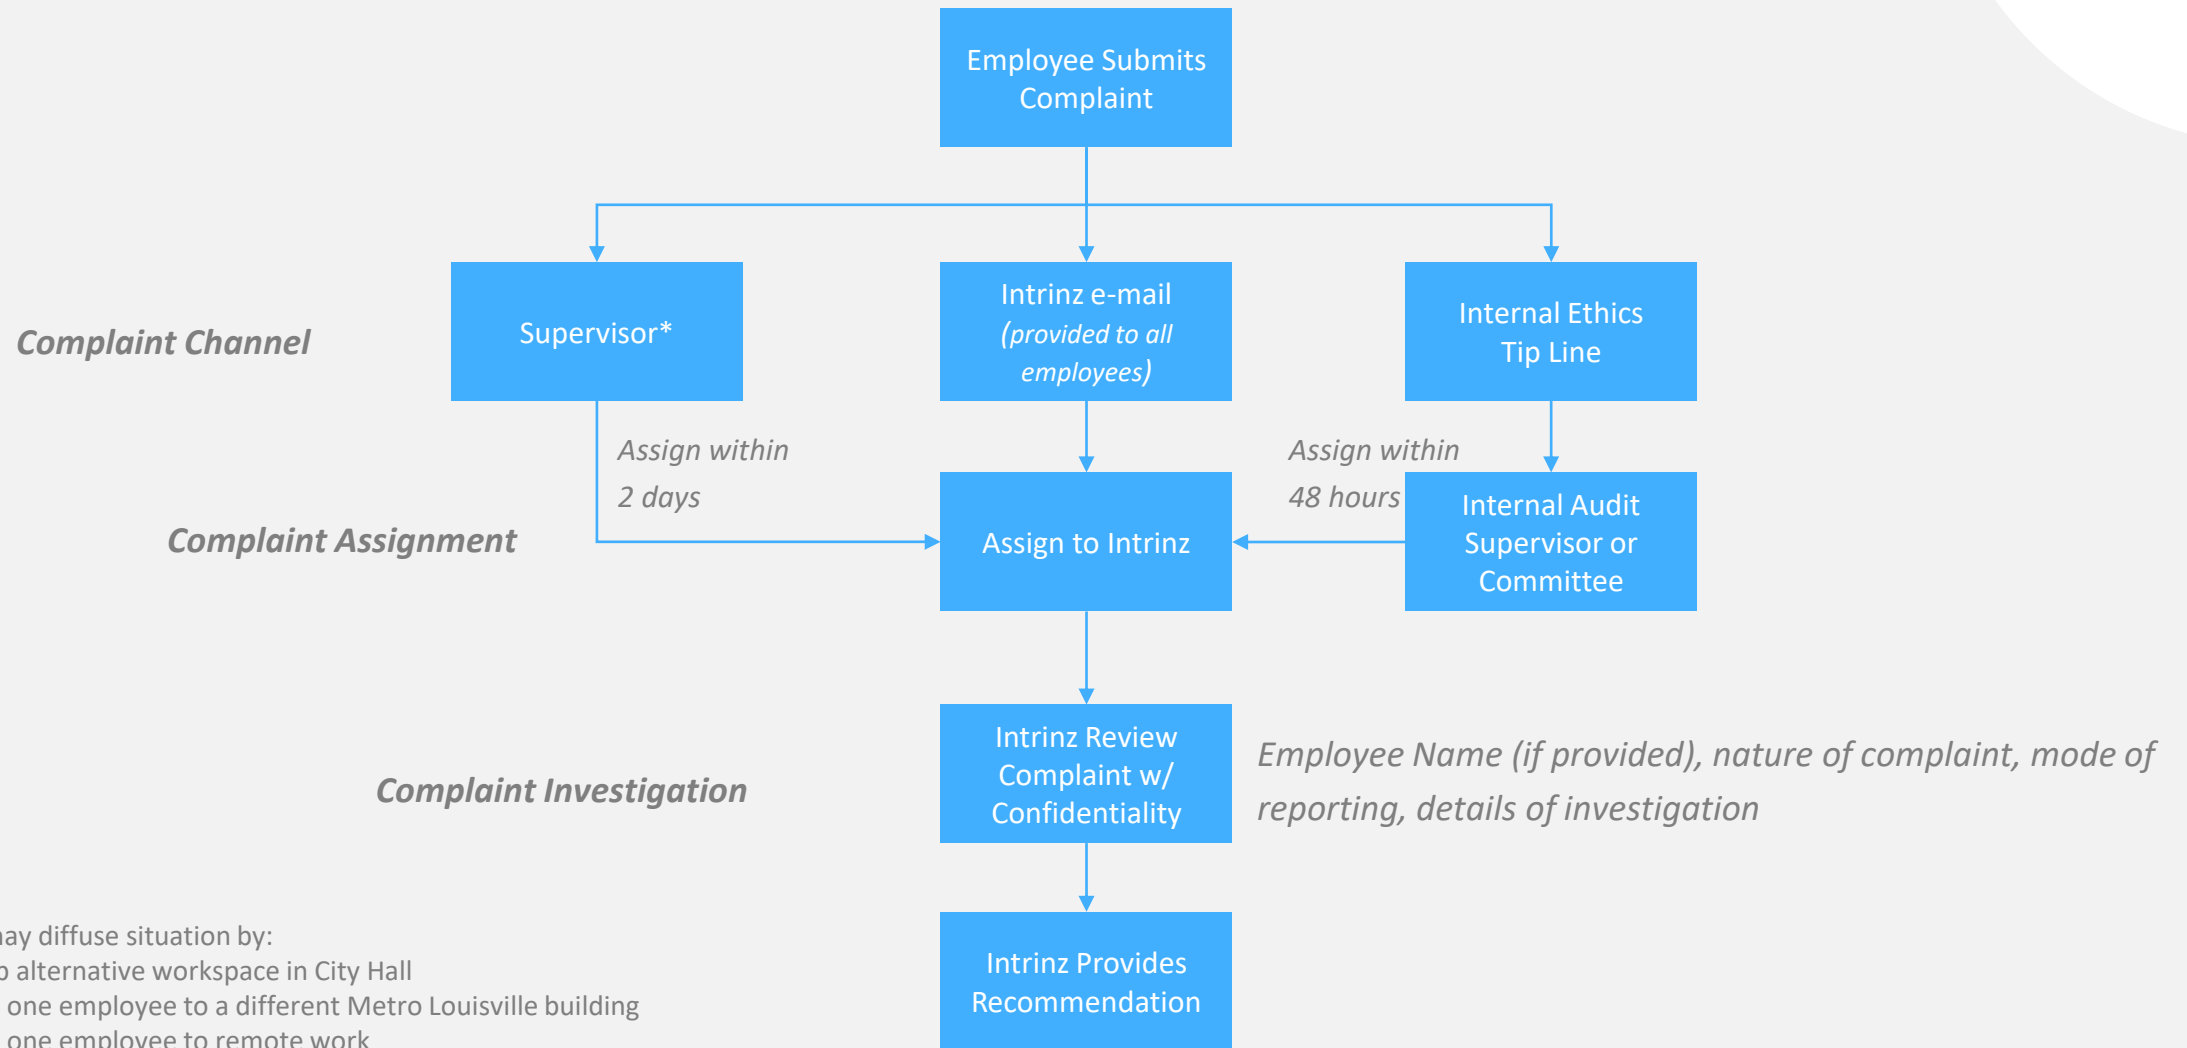 Employee Submits
Complaint
Complaint Channel
Supervisor*
Intrinz e-mail
(provided to all
employees)
Internal Ethics
Tip Line
Assign within
2 days
Assign within
48 hours
Complaint Assignment
Assign to Intrinz
Internal Audit
Supervisor or
Committee
Complaint Investigation
Intrinz Review
Complaint w/
Confidentiality
Employee Name (if provided), nature of complaint, mode of
reporting, details of investigation
diffuse situation by:
alternative workspace in City Hall
one employee to a different Metro Louisville building
one employee to remote work
Intrinz Provides
Recommendation